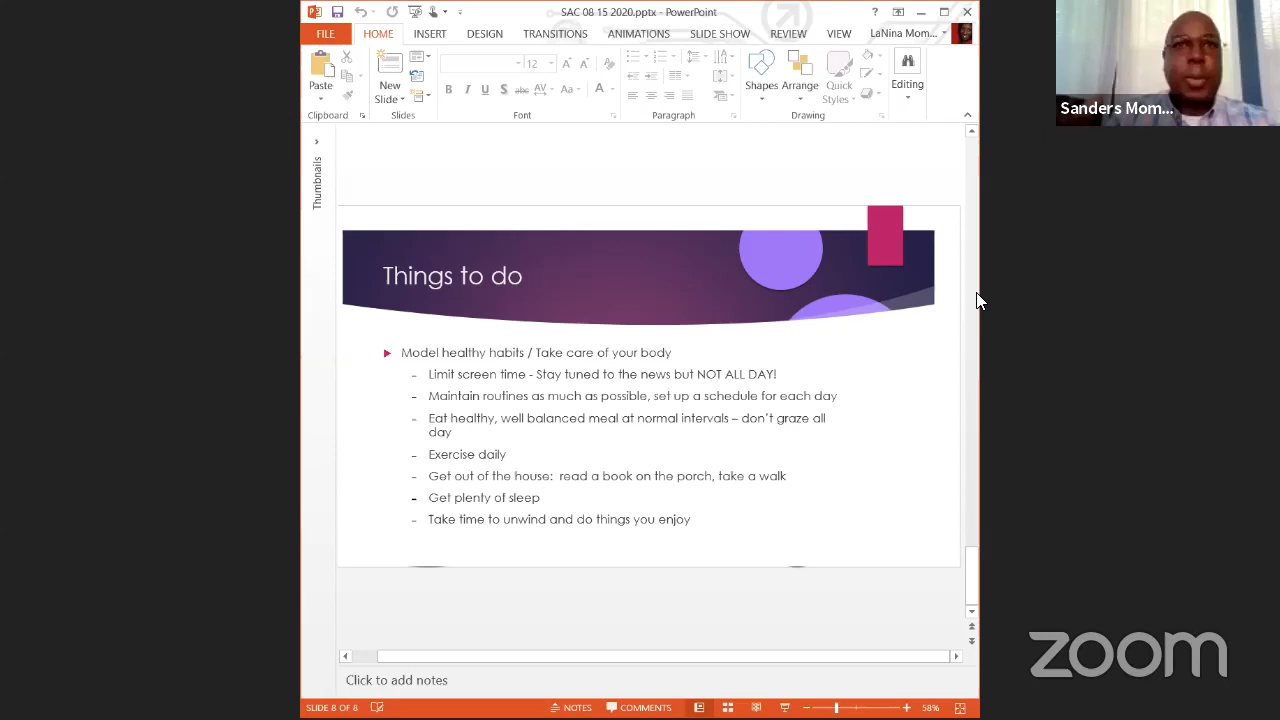 SAC 08 15 2020.pptx - PowerPoint
?
FILE HOME INSERT DESIGN TRANSITIONS ANIMATIONS SLIDE SHOW REVIEW VIEW LaNina Mom...
Paste
New
Slide
12
B I U S abc AV Aa A
Shapes Arrange Quick
Styles
Editing
Clipboard Slides Font Paragraph Drawing
Thumbnails
Things to do
Model healthy habits / Take care of your body
- Limit screen time - Stay tuned to the news but NOT ALL DAY!
- Maintain routines as much as possible, set up a schedule for each day
- Eat healthy, well balanced meal at normal intervals – don't graze all
day
- Exercise daily
- Get out of the house:  read a book on the porch, take a walk
- Get plenty of sleep
- Take time to unwind and do things you enjoy
Click to add notes
SLIDE 8 OF 8 NOTES COMMENTS 58%
Sanders Mom...
zoom